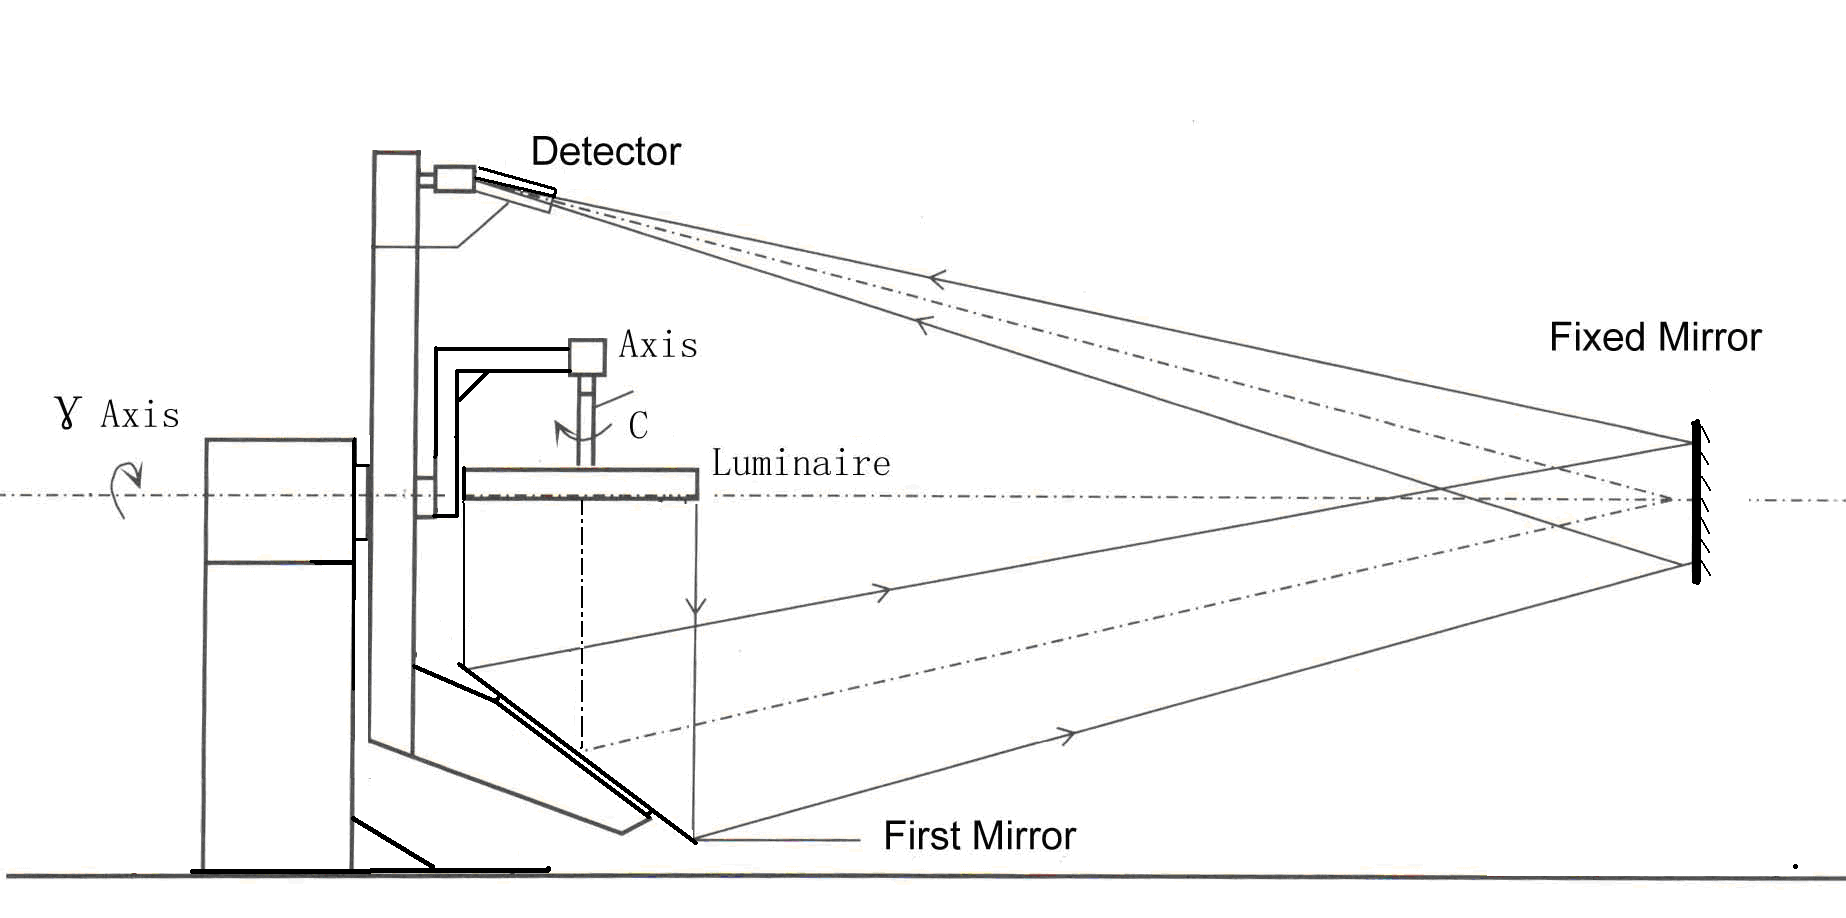 Detector
Fixed Mirror
Axis
ɣ Axis
C
Luminaire
First Mirror